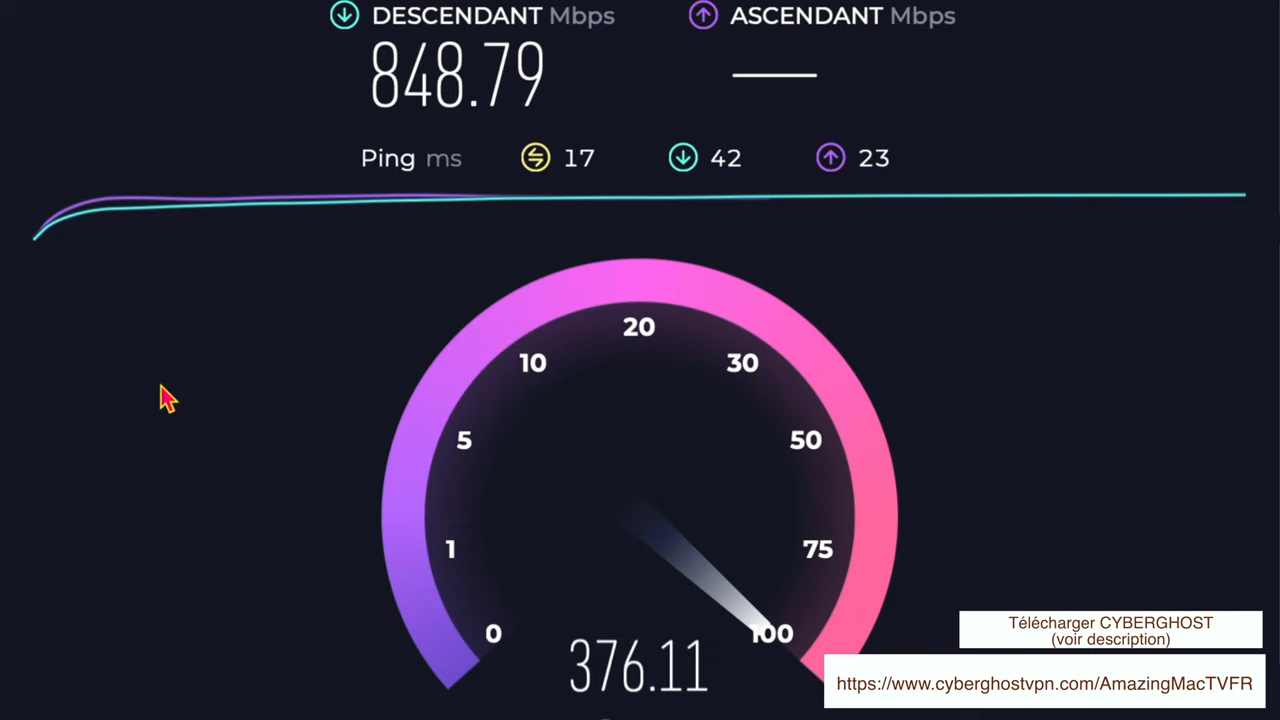 DESCENDANT Mbps
ASCENDANT Mbps
848.79
Ping ms 17 42 23
20
10
30
5
50
1
75
0
100
376.11
Télécharger CYBERGHOST
(voir description)
https://www.cyberghostvpn.com/AmazingMacTVFR